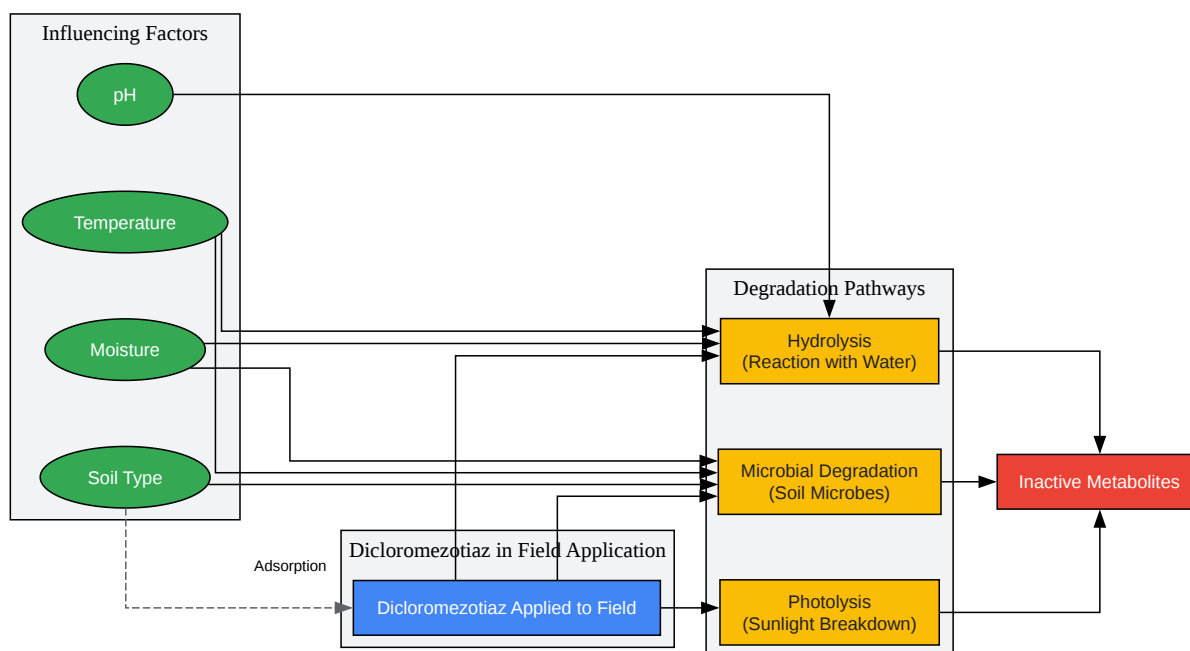 Influencing Factors
pH
Temperature
Moisture
Soil Type
Adsorption
Dicloromezotiaz in Field Application
Dicloromezotiaz Applied to Field
Degradation Pathways
Hydrolysis
(Reaction with Water)
Microbial Degradation
(Soil Microbes)
Photolysis
(Sunlight Breakdown)
Inactive Metabolites